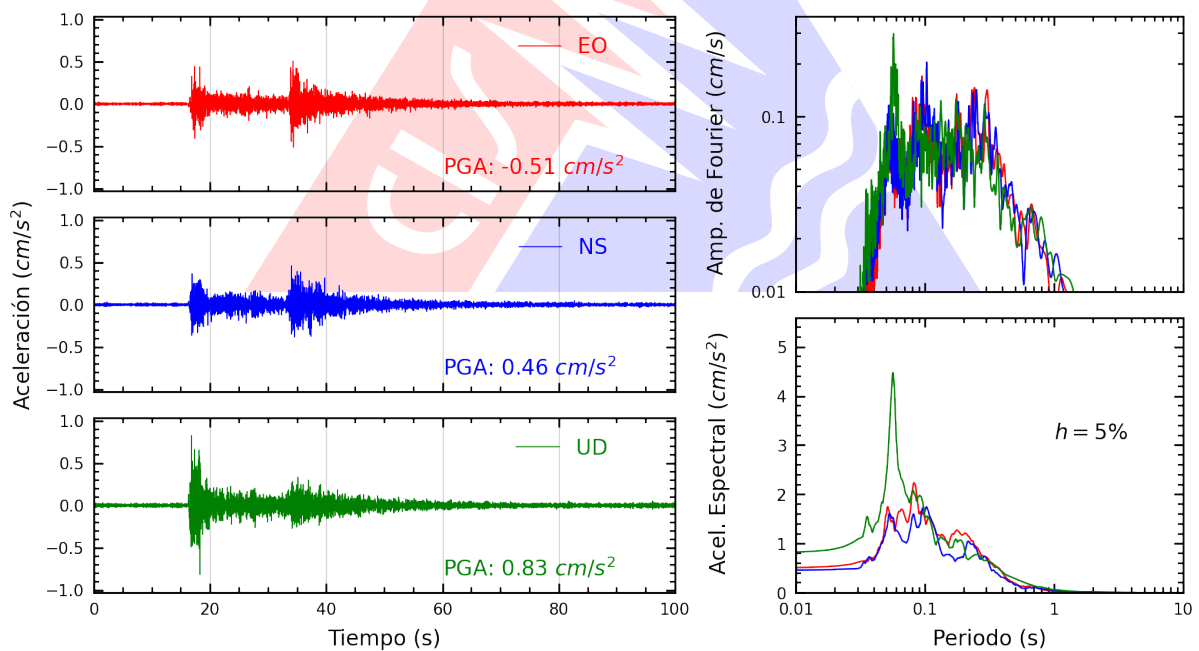 Aceleración (cm/s²)
1.0
0.5
0.0
−0.5
−1.0
EO
PGA: -0.51 cm/s²
1.0
0.5
0.0
−0.5
−1.0
NS
PGA: 0.46 cm/s²
1.0
0.5
0.0
−0.5
−1.0
UD
PGA: 0.83 cm/s²
0 20 40 60 80 100
Tiempo (s)
Amp. de Fourier (cm/s)
0.1
0.01
Acel. Espectral (cm/s²)
5
4
3
2
1
0
h = 5%
0.01 0.1 1 10
Periodo (s)